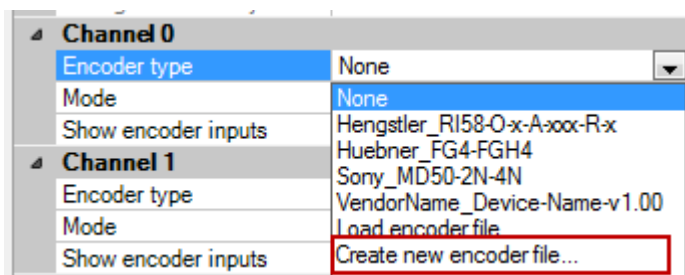 Channel 0
Encoder type None
Mode None
Show encoder inputs Hengstler_RI58-O-x-A-xxx-R-x
Huebner_FG4-FGH4
Channel 1 Sony_MD50-2N-4N
Encoder type VendorName_Device-Name-v1.00
Mode Load encoder file
Show encoder inputs Create new encoder file...